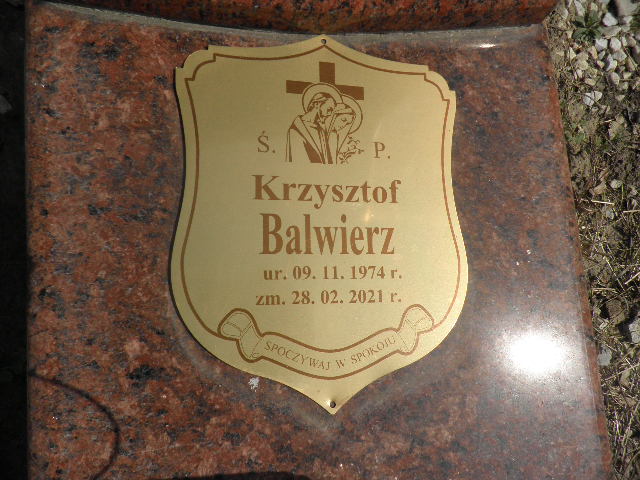 Ś. P.
Krzysztof
Balwierz
ur. 09. 11. 1974 r.
zm. 28. 02. 2021 r.
SPOCZYWAJ W SPOKOJU